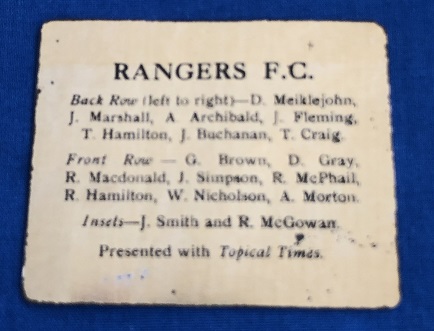 RANGERS F.C.
Back Row (left to right)—D. Meiklejohn,
J. Marshall, A. Archibald, J. Fleming,
T. Hamilton, J. Buchanan, T. Craig.
Front Row — G. Brown, D. Gray,
R. Macdonald, J. Simpson, R. McPhail,
R. Hamilton, W. Nicholson, A. Morton.
Insets—J. Smith and R. McGowan.
Presented with Topical Times.